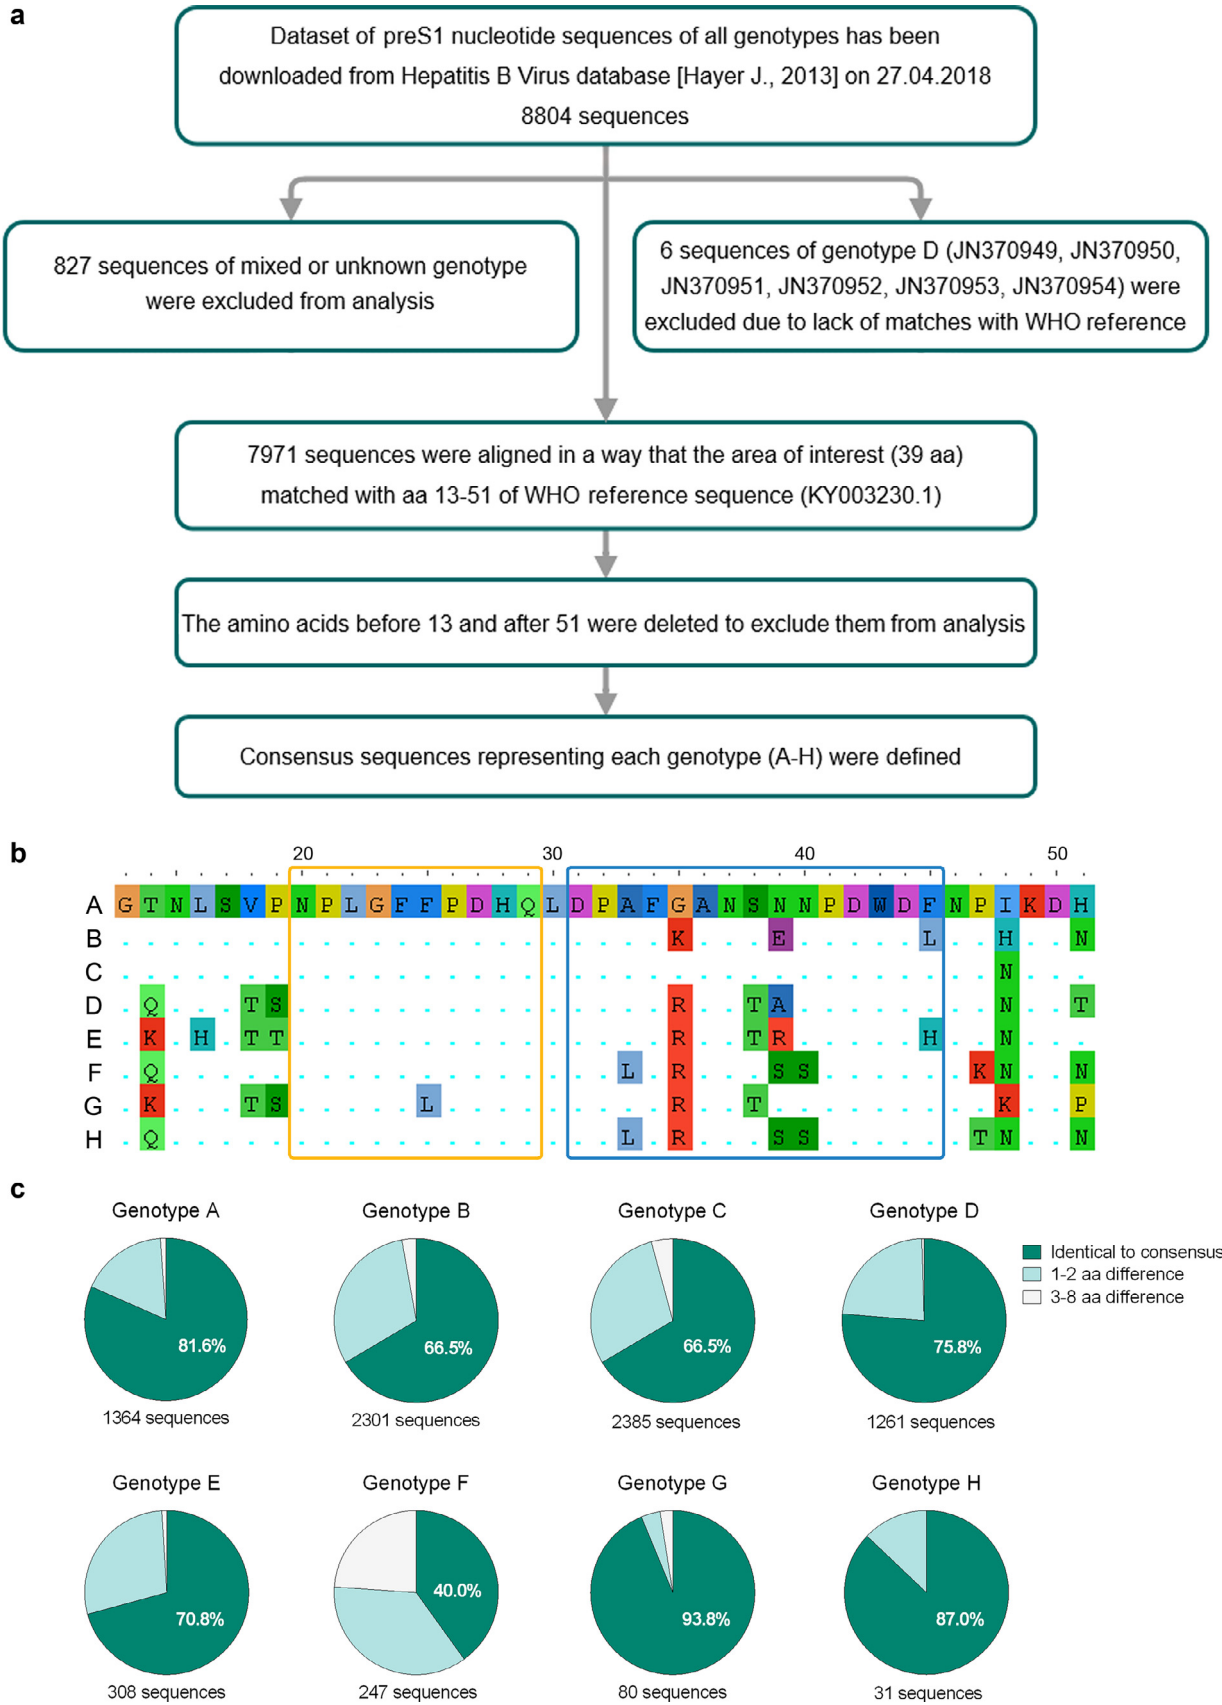 a
Dataset of preS1 nucleotide sequences of all genotypes has been
downloaded from Hepatitis B Virus database [Hayer J., 2013] on 27.04.2018
8804 sequences
827 sequences of mixed or unknown genotype
were excluded from analysis
6 sequences of genotype D (JN370949, JN370950,
JN370951, JN370952, JN370953, JN370954) were
excluded due to lack of matches with WHO reference
7971 sequences were aligned in a way that the area of interest (39 aa)
matched with aa 13-51 of WHO reference sequence (KY003230.1)
The amino acids before 13 and after 51 were deleted to exclude them from analysis
Consensus sequences representing each genotype (A-H) were defined
b
20 30 40 50
A G T N L S V P N P L G F F P D H Q L D P A F G A N S N N P D W D F N P I K D H
B . . . . . . . . . . . . . . . . . . . . . . K . . . E . . . . . L . . H . . N
C . . . . . . . . . . . . . . . . . . . . . . . . . . . . . . . . . . . N . . .
D . Q . . . T S . . . . . . . . . . . . . . . R . . T A . . . . . . . . N . . T
E . K . H . T T . . . . . . . . . . . . . . . R . . T R . . . . . H . . N . . .
F . Q . . . . . . . . . . . . . . . . . . L . R . . . S S . . . . . . K N . . N
G . K . . . T S . . . . . L . . . . . . . . . R . . T . . . . . . . . . K . . P
H . Q . . . . . . . . . . . . . . . . . . L . R . . . S S . . . . . . T N . . N
c
Genotype A Genotype B Genotype C Genotype D
Identical to consensus
1-2 aa difference
3-8 aa difference
81.6% 66.5% 66.5% 75.8%
1364 sequences 2301 sequences 2385 sequences 1261 sequences
Genotype E Genotype F Genotype G Genotype H
70.8% 40.0% 93.8% 87.0%
308 sequences 247 sequences 80 sequences 31 sequences